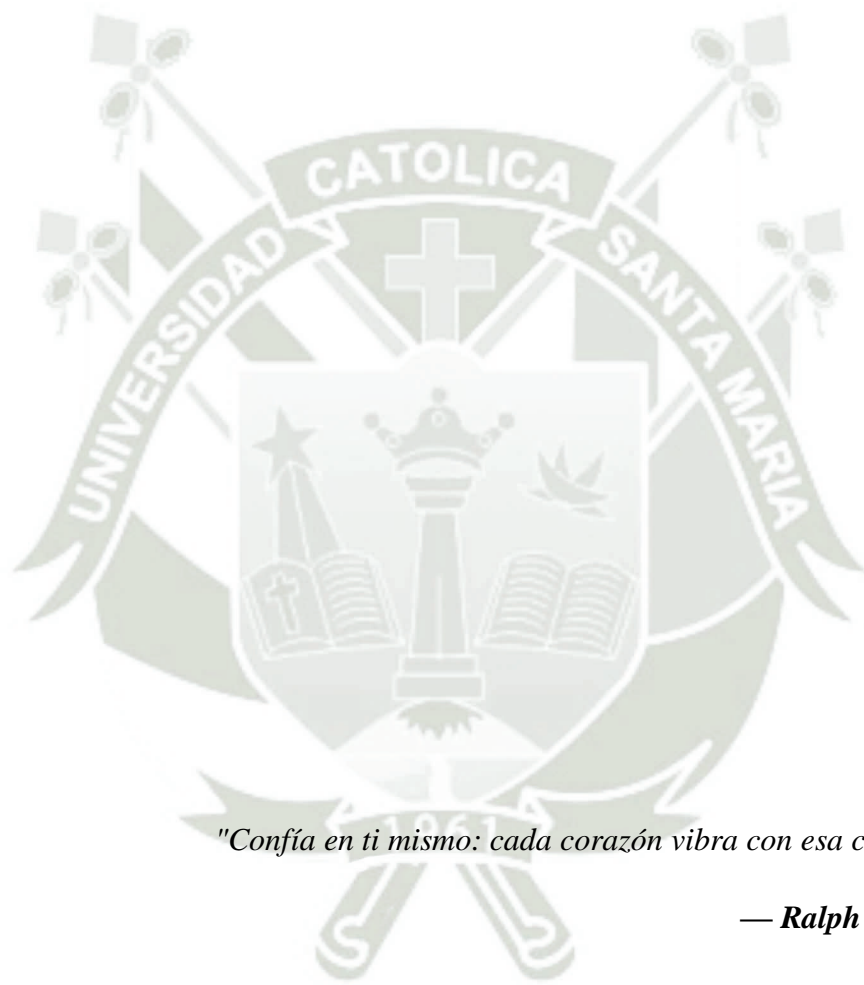 CATOLICA
UNIVERSIDAD
SANTA MARIA
1961
"Confía en ti mismo: cada corazón vibra con esa
— Ralph